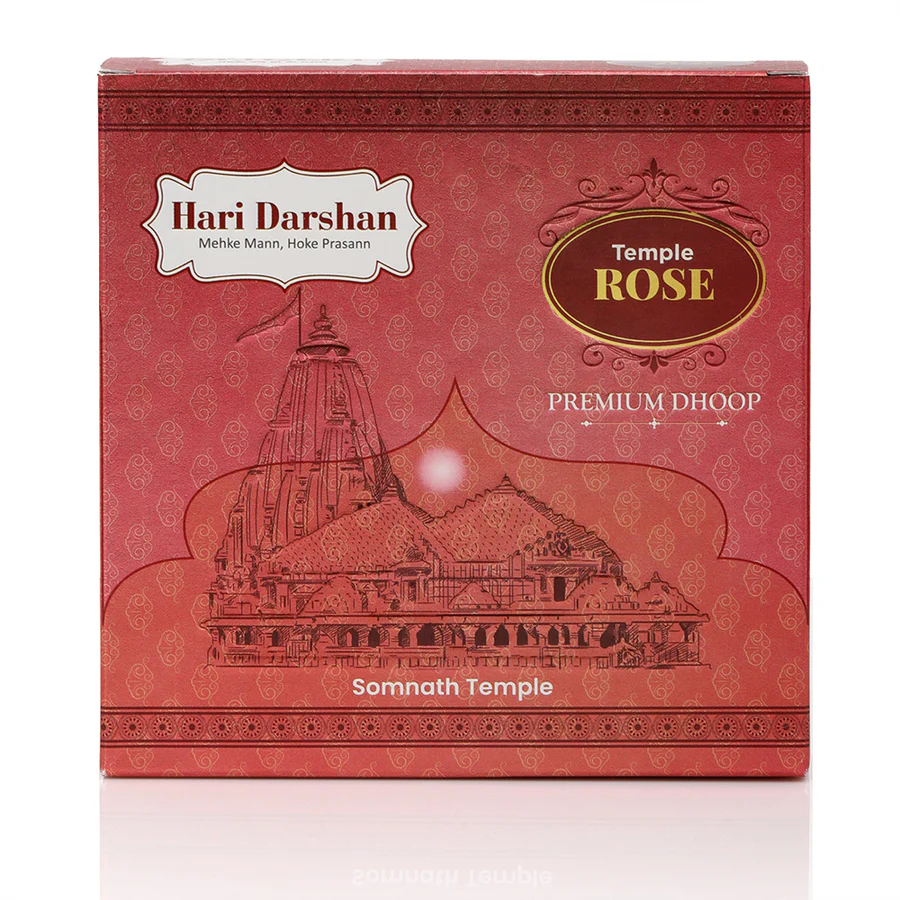 Hari Darshan
Mehke Mann, Hoke Prasann
Temple
ROSE
PREMIUM DHOOP
Somnath Temple